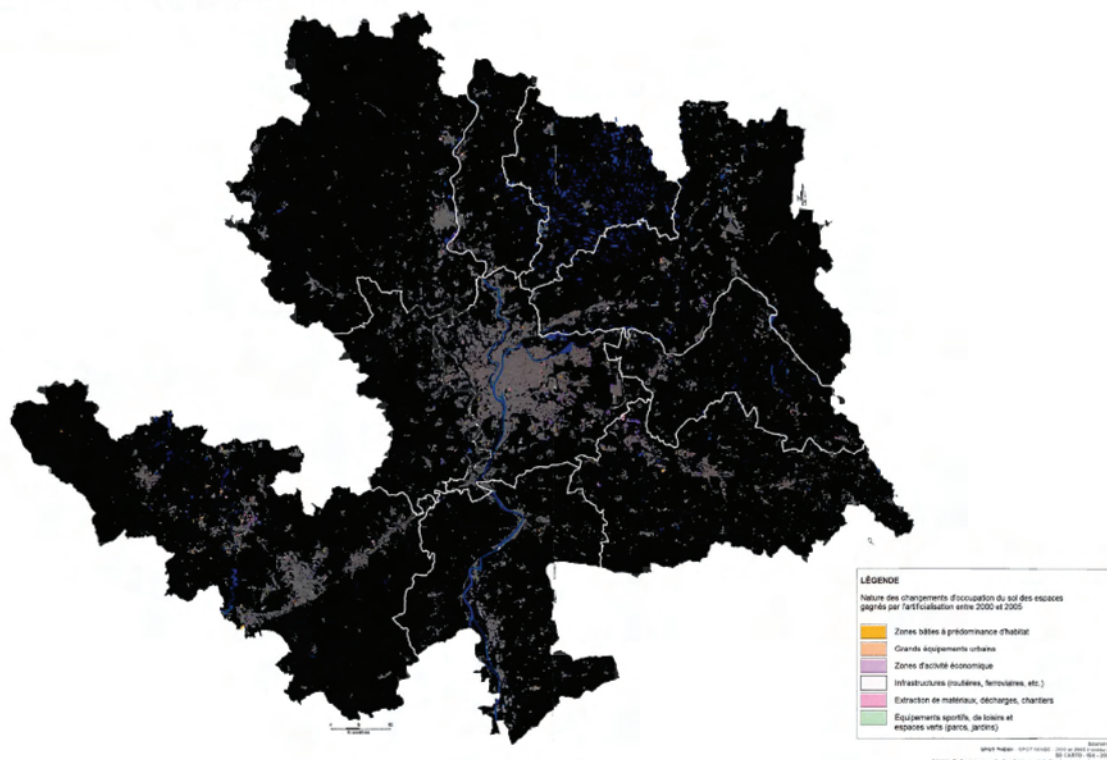 LÉGENDE
Nature des changements d'occupation du sol des espaces
gagnés par l'artificialisation entre 2000 et 2005
Zones bâties à prédominance d'habitat
Grands équipements urbains
Zones d'activité économique
Infrastructures (routières, ferroviaires, etc.)
Extraction de matériaux, décharges, chantiers
Equipements sportifs, de loisirs et
espaces verts (parcs, jardins)